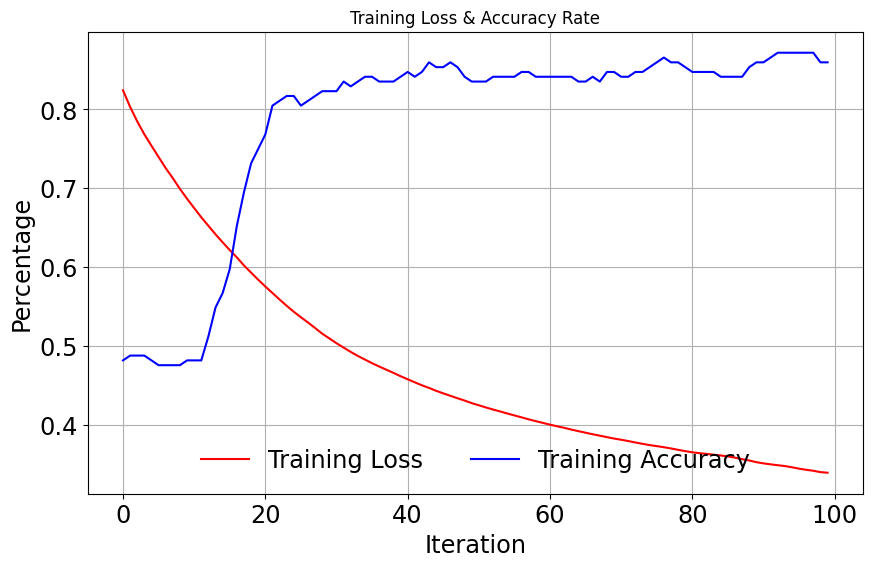 Training Loss & Accuracy Rate
Percentage
0.8
0.7
0.6
0.5
0.4
Training Loss
Training Accuracy
0 20 40 60 80 100
Iteration